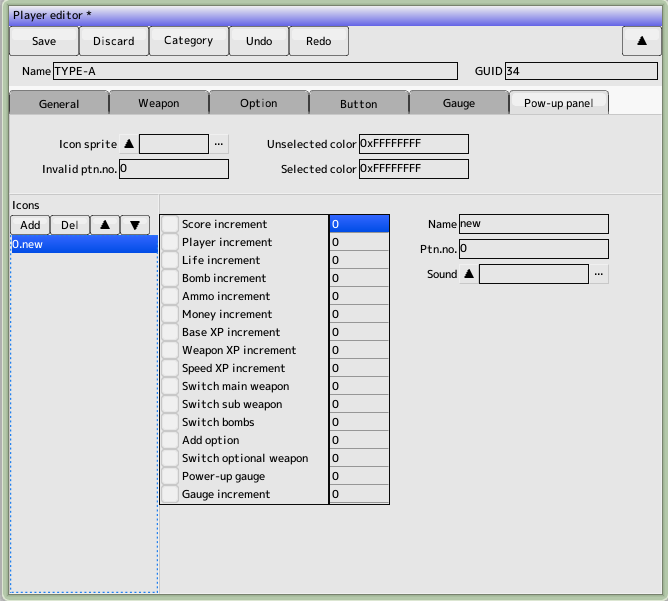 Player editor *
Save Discard Category Undo Redo ▲
Name TYPE-A GUID 34
General Weapon Option Button Gauge Pow-up panel
Icon sprite ▲ ... Unselected color 0xFFFFFFFF
Invalid ptn.no. 0 Selected color 0xFFFFFFFF
Icons
Add Del ▲ ▼
0.new
Score increment 0
Player increment 0
Life increment 0
Bomb increment 0
Ammo increment 0
Money increment 0
Base XP increment 0
Weapon XP increment 0
Speed XP increment 0
Switch main weapon 0
Switch sub weapon 0
Switch bombs 0
Add option 0
Switch optional weapon 0
Power-up gauge 0
Gauge increment 0
Name new
Ptn.no. 0
Sound ▲ ...